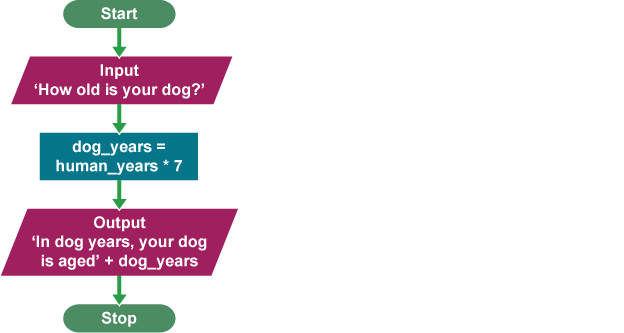 Start
Input
‘How old is your dog?’
dog_years =
human_years * 7
Output
‘In dog years, your dog
is aged’ + dog_years
Stop